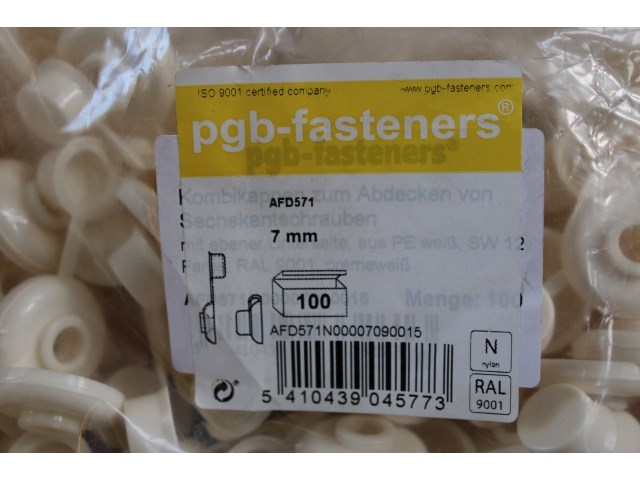 ISO 9001 certified company
www.pgb-fasteners.com
pgb-fasteners®
pgb-fasteners®
Kombikappen zum Abdecken von
AFD571
Sechskantschrauben
7 mm
mit ebener Unterseite, aus PE weiß, SW 12
RAL 9001, cremeweiß
100
Menge: 100
AFD571N00007090015
N
nylon
RAL
9001
5 410439 045773